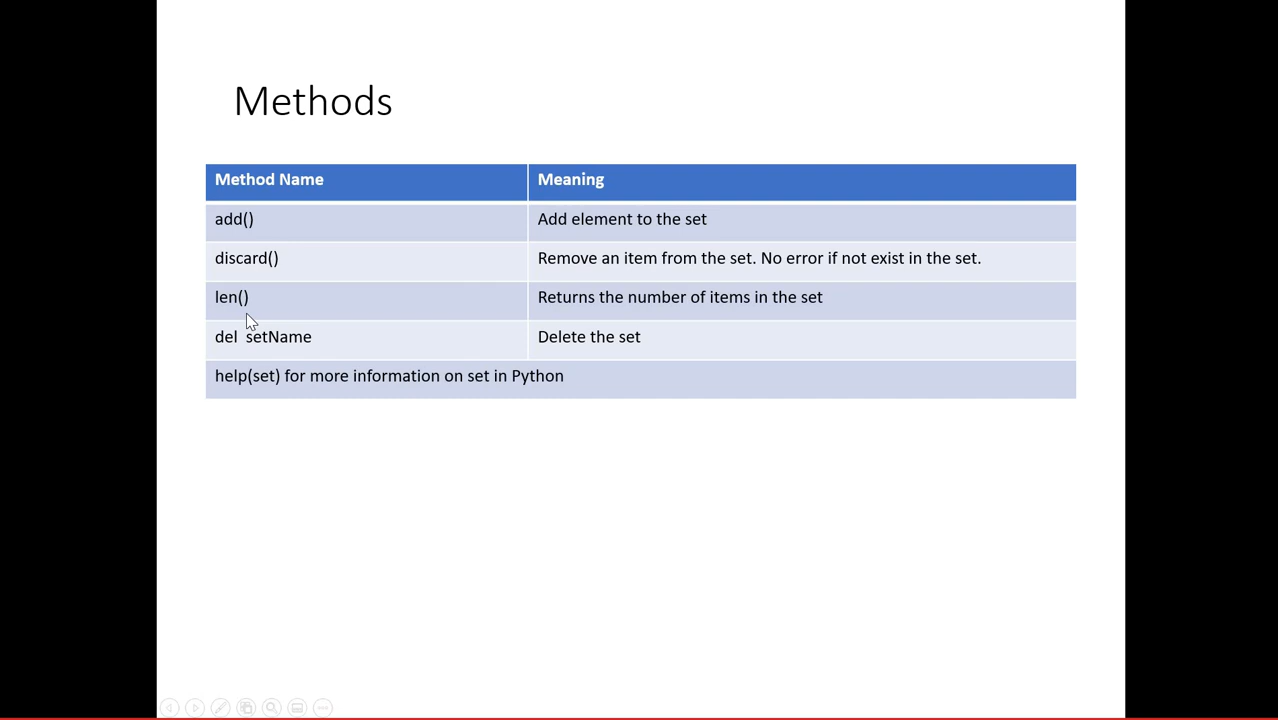 Methods
Method Name Meaning
add() Add element to the set
discard() Remove an item from the set. No error if not exist in the set.
len() Returns the number of items in the set
del  setName Delete the set
help(set) for more information on set in Python